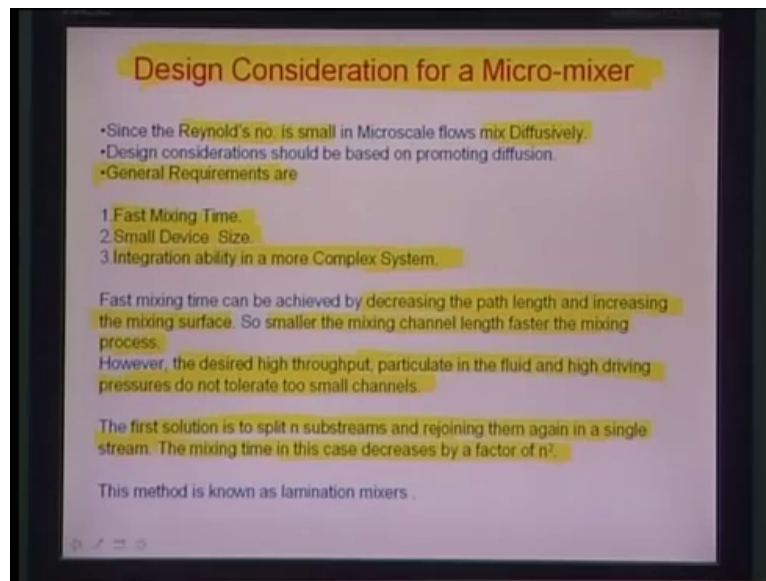 Design Consideration for a Micro-mixer
•Since the Reynold's no. is small in Microscale flows mix Diffusively.
•Design considerations should be based on promoting diffusion.
•General Requirements are
1.Fast Mixing Time.
2.Small Device Size.
3.Integration ability in a more Complex System.
Fast mixing time can be achieved by decreasing the path length and increasing
the mixing surface. So smaller the mixing channel length faster the mixing
process.
However, the desired high throughput, particulate in the fluid and high driving
pressures do not tolerate too small channels.
The first solution is to split n substreams and rejoining them again in a single
stream. The mixing time in this case decreases by a factor of n².
This method is known as lamination mixers .